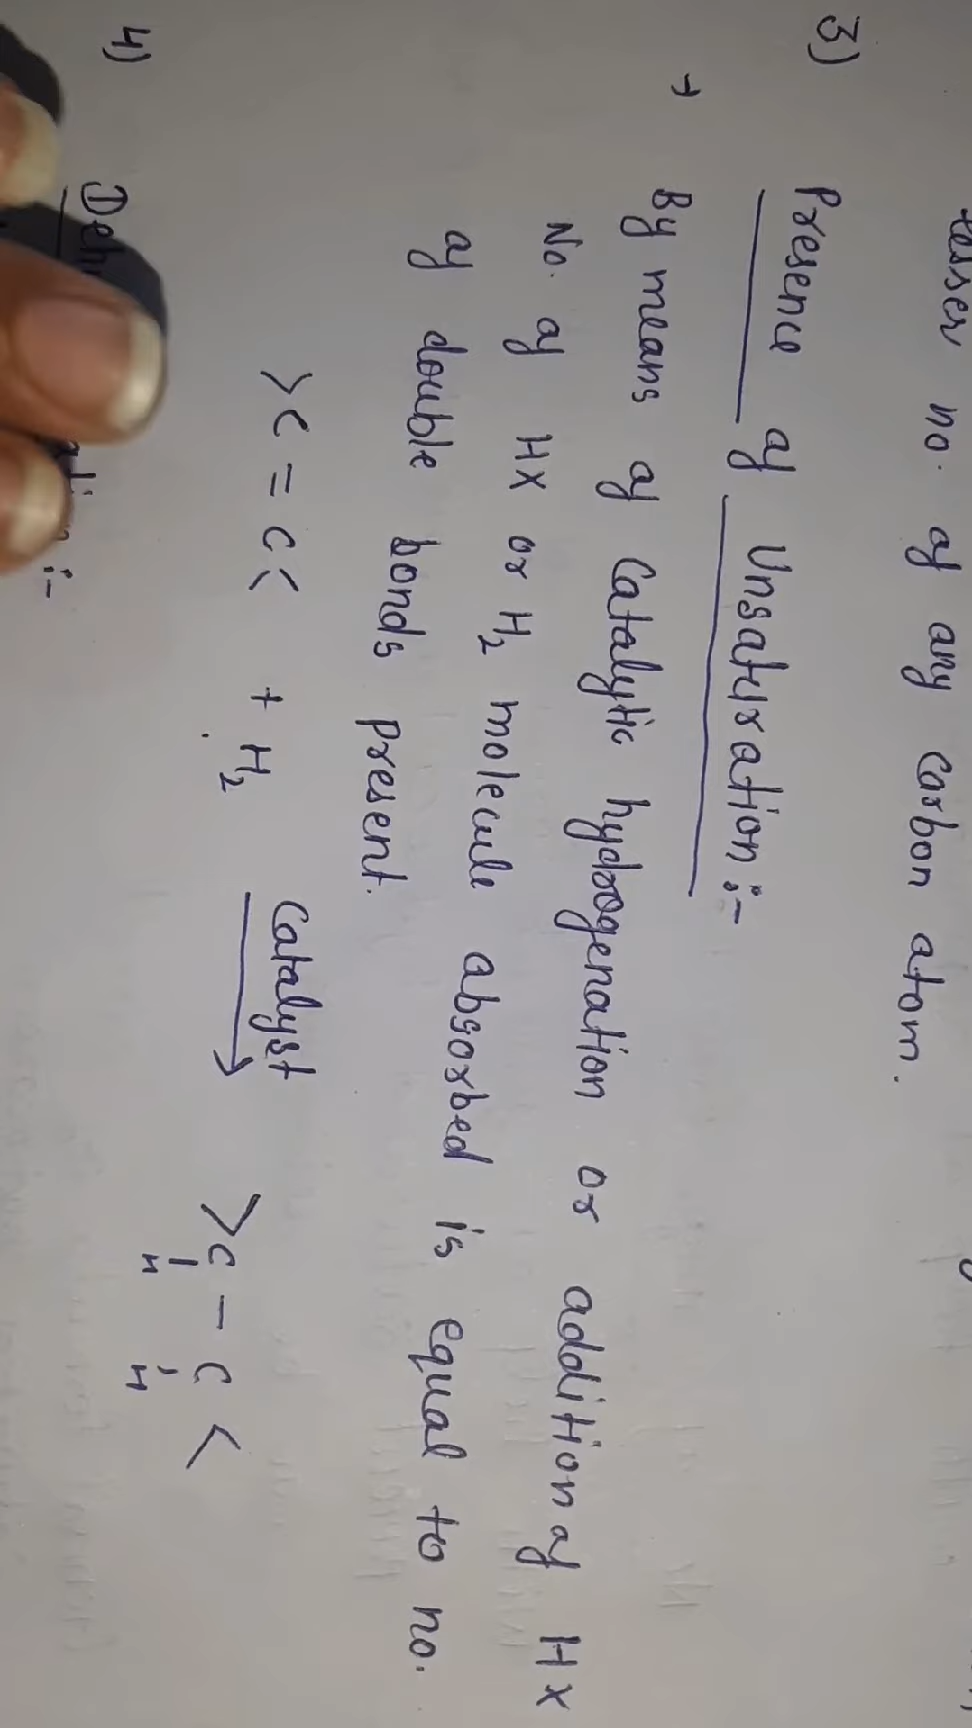 lesser no. of any carbon atom.
3) Presence of Unsaturation :-
→ By means of Catalytic hydrogenation or addition of HX
No. of HX or H₂ molecule absorbed is equal to no.
of double bonds present.
>C = C< + H₂ Catalyst → >C - C<
H H
4) :-